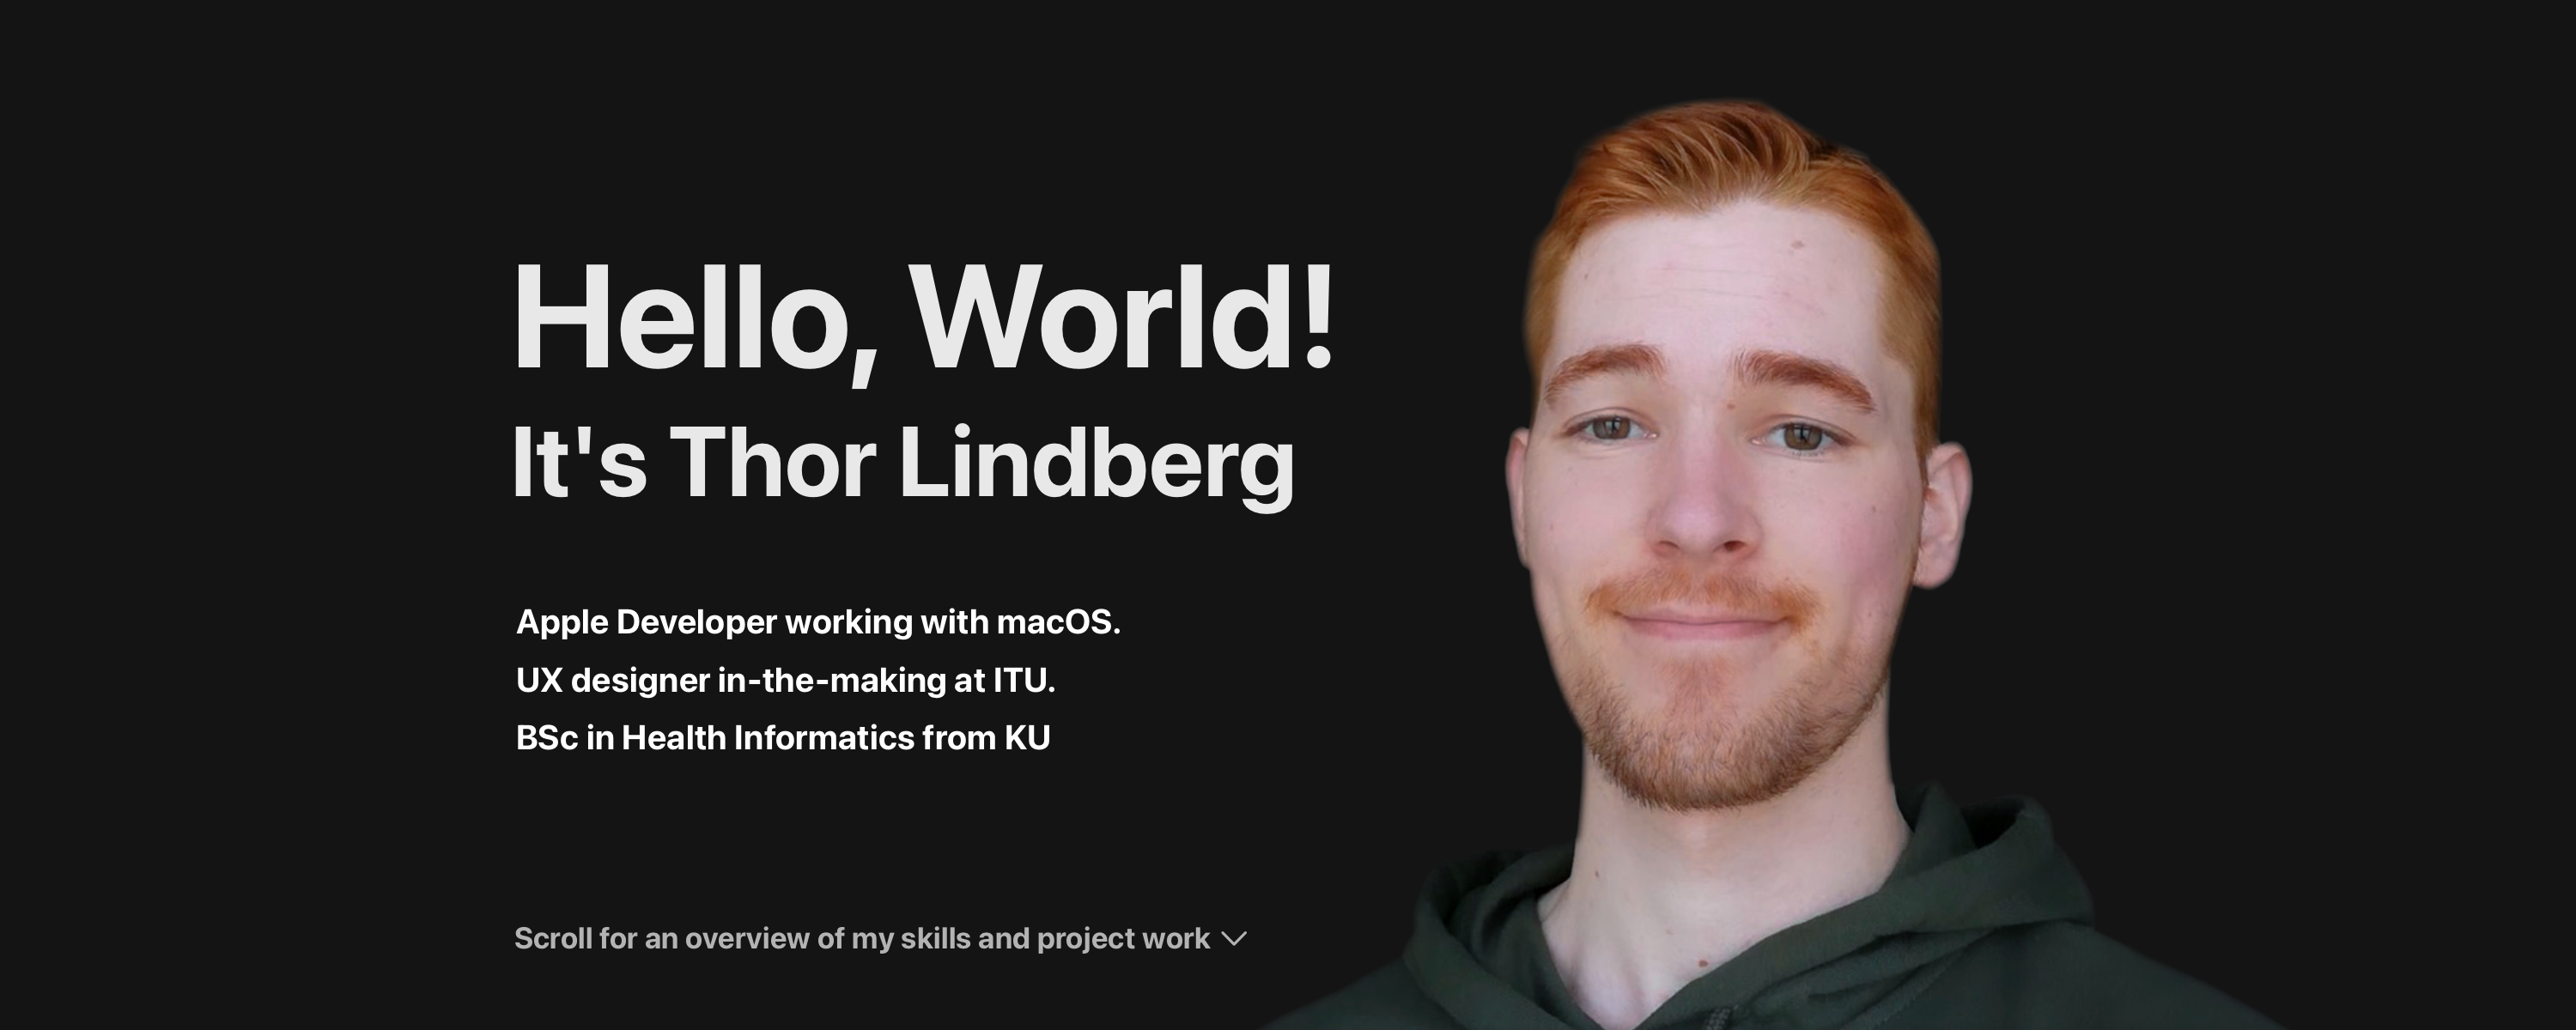 Hello, World!
It's Thor Lindberg
Apple Developer working with macOS.
UX designer in-the-making at ITU.
BSc in Health Informatics from KU
Scroll for an overview of my skills and project work